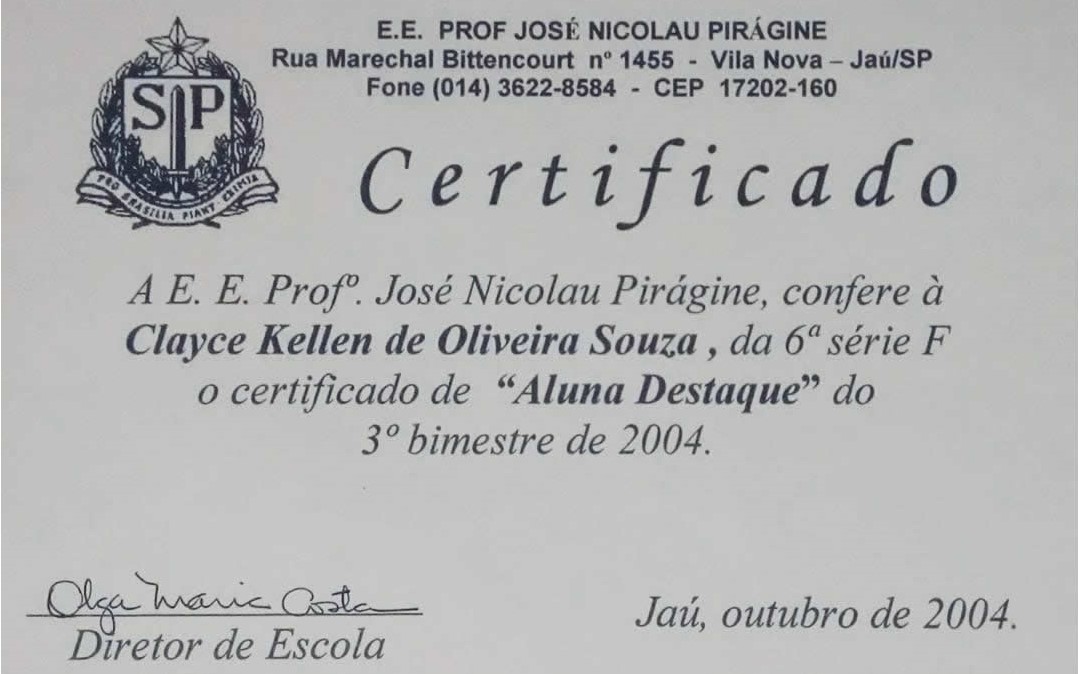 E.E. PROF JOSÉ NICOLAU PIRÁGINE
Rua Marechal Bittencourt nº 1455 - Vila Nova – Jaú/SP
Fone (014) 3622-8584 - CEP 17202-160
SP
PRO BRASILIA FIANT EXIMIA
Certificado
A E. E. Profº. José Nicolau Pirágine, confere à
Clayce Kellen de Oliveira Souza , da 6ª série F
o certificado de “Aluna Destaque” do
3º bimestre de 2004.
Olga Maria Costa
Diretor de Escola
Jaú, outubro de 2004.